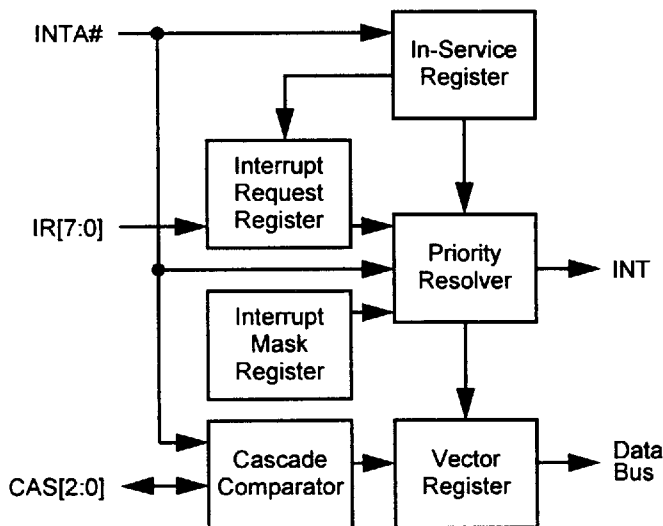 INTA#
In-Service
Register
Interrupt
Request
Register
IR[7:0]
Priority
Resolver
INT
Interrupt
Mask
Register
CAS[2:0]
Cascade
Comparator
Vector
Register
Data
Bus